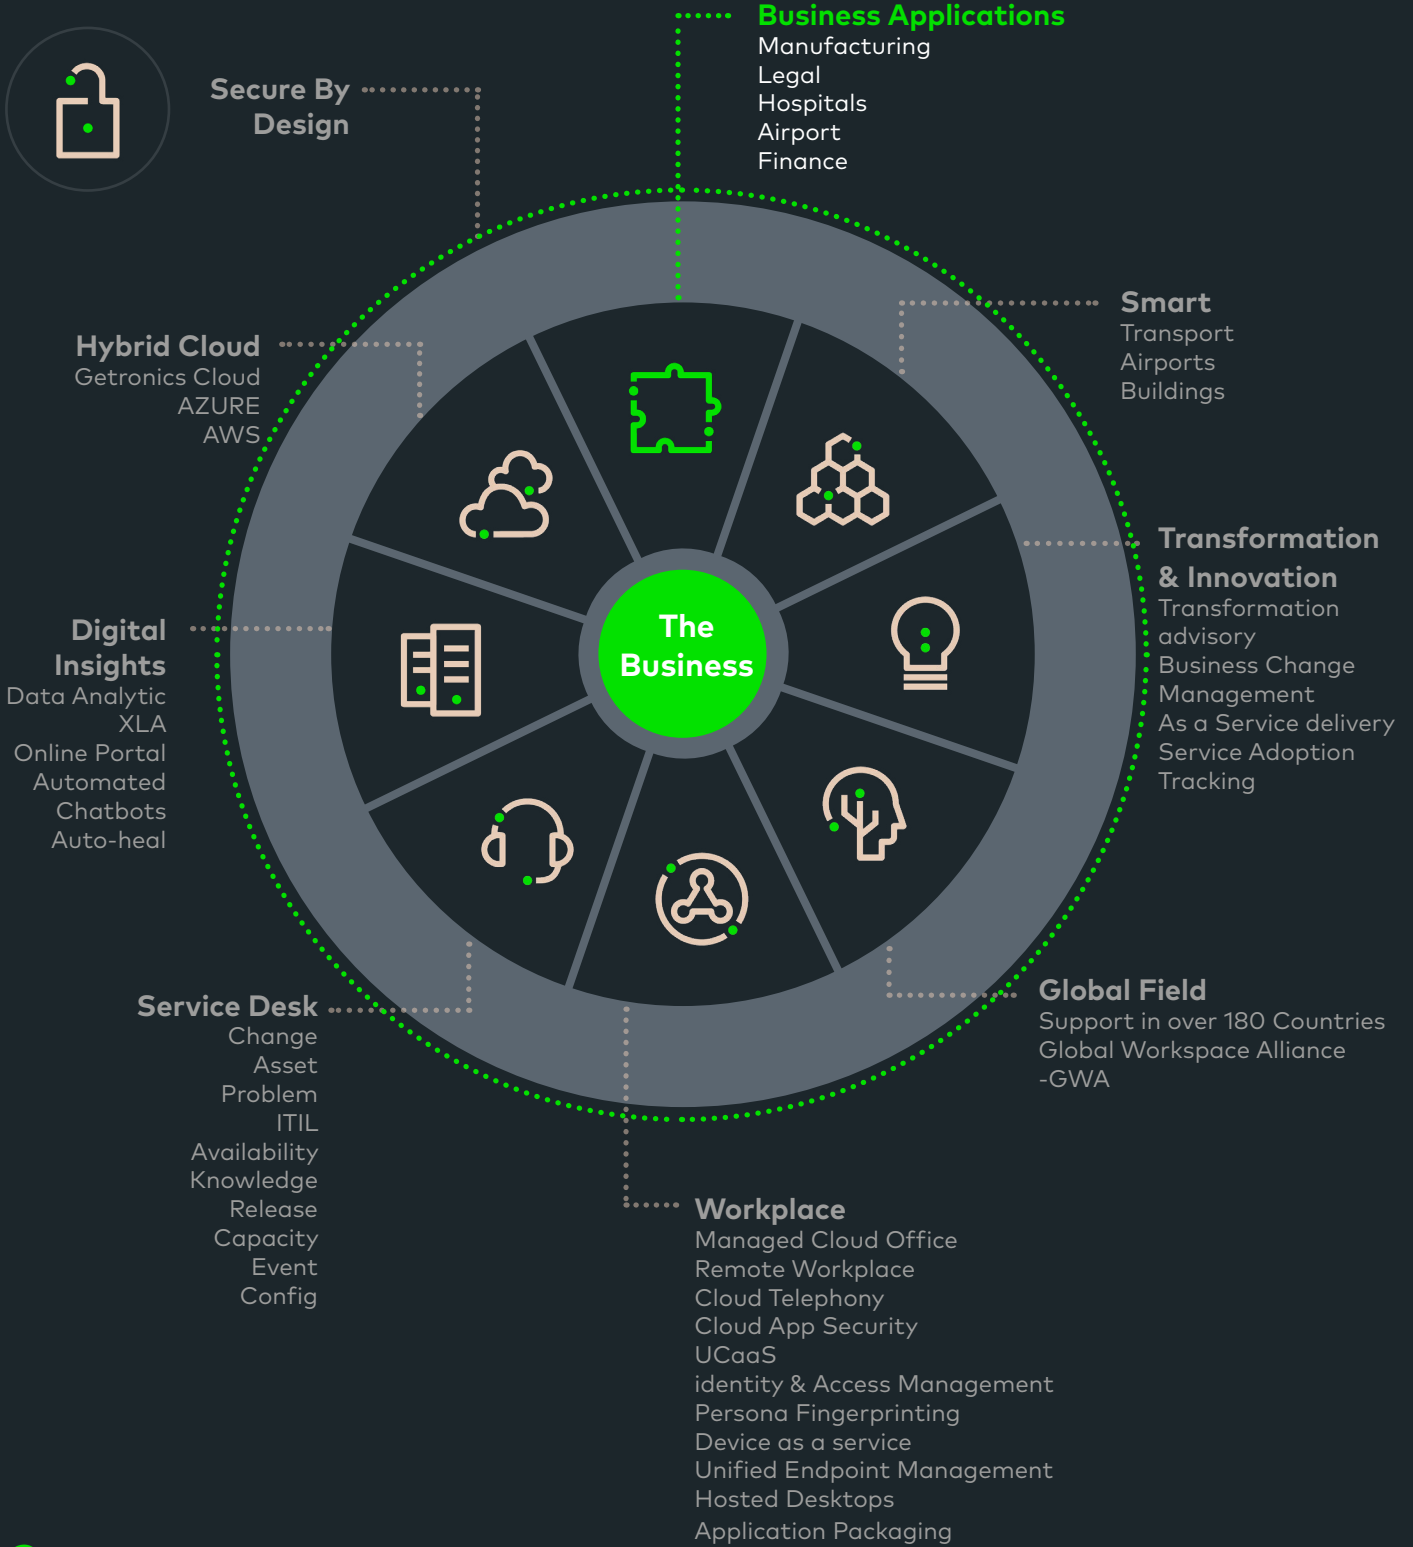 Business Applications
Manufacturing
Legal
Hospitals
Airport
Finance
Secure By
Design
Smart
Transport
Airports
Buildings
Hybrid Cloud
Getronics Cloud
AZURE
AWS
Transformation
& Innovation
Transformation
advisory
Business Change
Management
As a Service delivery
Service Adoption
Tracking
The
Business
Digital
Insights
Data Analytic
XLA
Online Portal
Automated
Chatbots
Auto-heal
Global Field
Support in over 180 Countries
Global Workspace Alliance
-GWA
Service Desk
Change
Asset
Problem
ITIL
Availability
Knowledge
Release
Capacity
Event
Config
Workplace
Managed Cloud Office
Remote Workplace
Cloud Telephony
Cloud App Security
UCaaS
identity & Access Management
Persona Fingerprinting
Device as a service
Unified Endpoint Management
Hosted Desktops
Application Packaging